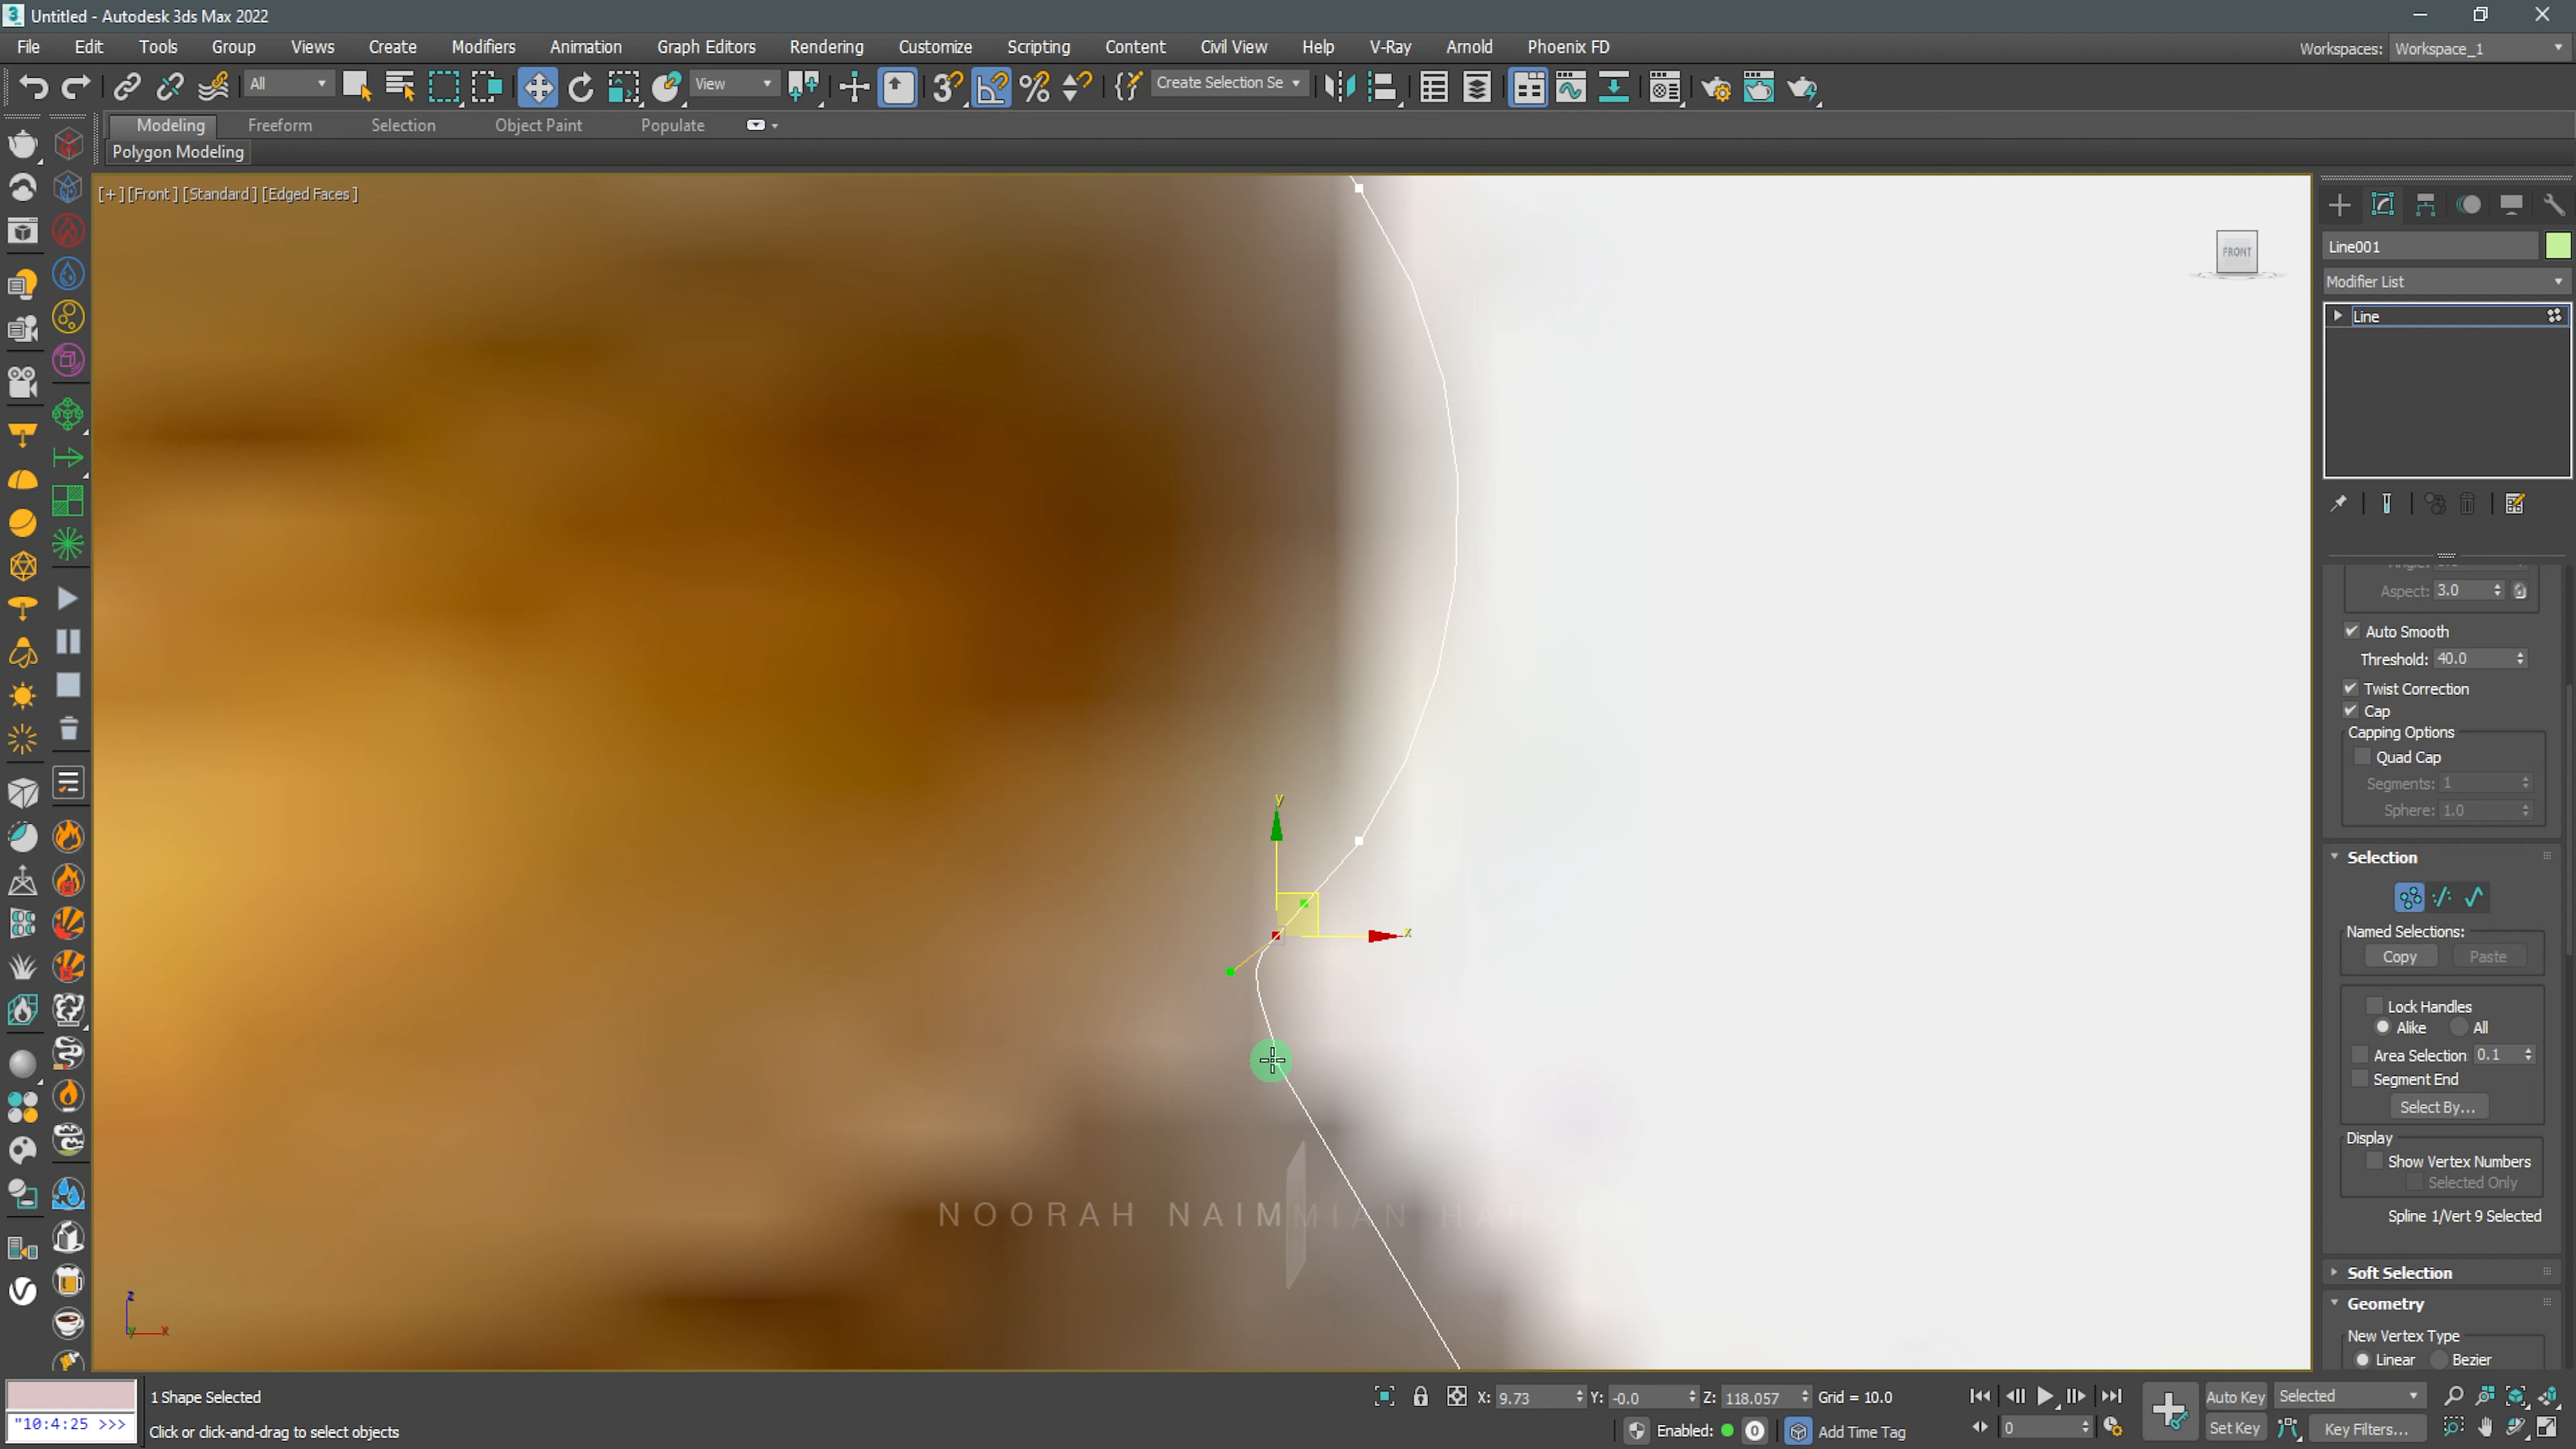 Untitled - Autodesk 3ds Max 2022
File Edit Tools Group Views Create Modifiers Animation Graph Editors Rendering Customize Scripting Content Civil View Help V-Ray Arnold Phoenix FD
Workspaces: Workspace_1
All View Create Selection Se
Modeling Freeform Selection Object Paint Populate
Polygon Modeling
[+] [Front] [Standard] [Edged Faces]
FRONT
Line001
Modifier List
Line
Aspect: 3.0
Auto Smooth
Threshold: 40.0
Twist Correction
Cap
Capping Options
Quad Cap
Segments: 1
Sphere: 1.0
Selection
Named Selections:
Copy Paste
Lock Handles
Alike All
Area Selection 0.1
Segment End
Select By...
Display
Show Vertex Numbers
Selected Only
Spline 1/Vert 9 Selected
Soft Selection
Geometry
New Vertex Type
Linear Bezier
y
x
NOORAH NAIMMIAN
z
y x
"10:4:25 >>>
1 Shape Selected
Click or click-and-drag to select objects
X: 9.73 Y: -0.0 Z: 118.057 Grid = 10.0
Enabled: 0 Add Time Tag
0
Auto Key Selected
Set Key Key Filters...